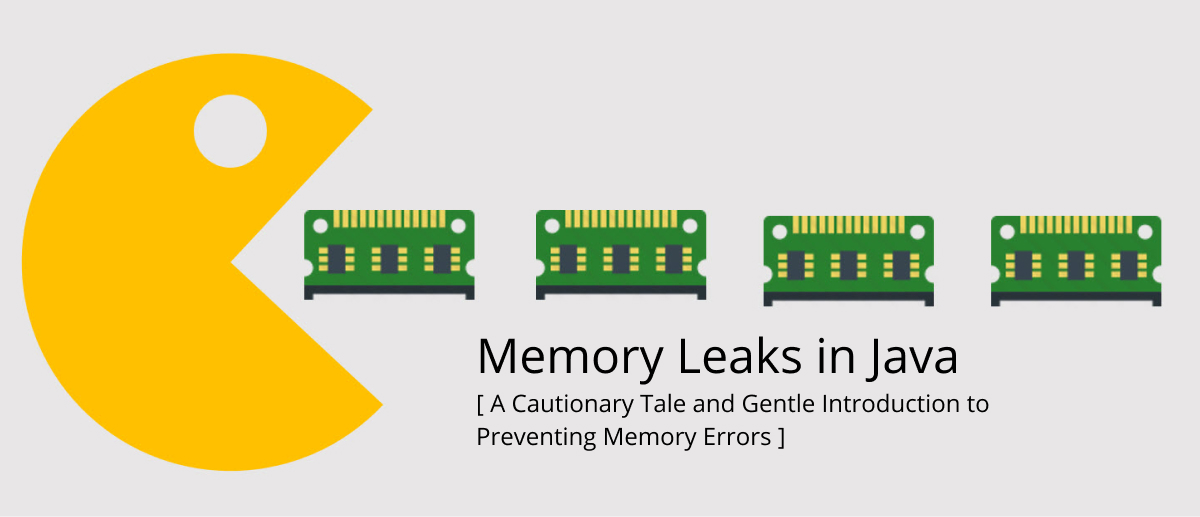 Memory Leaks in Java
[ A Cautionary Tale and Gentle Introduction to
Preventing Memory Errors ]